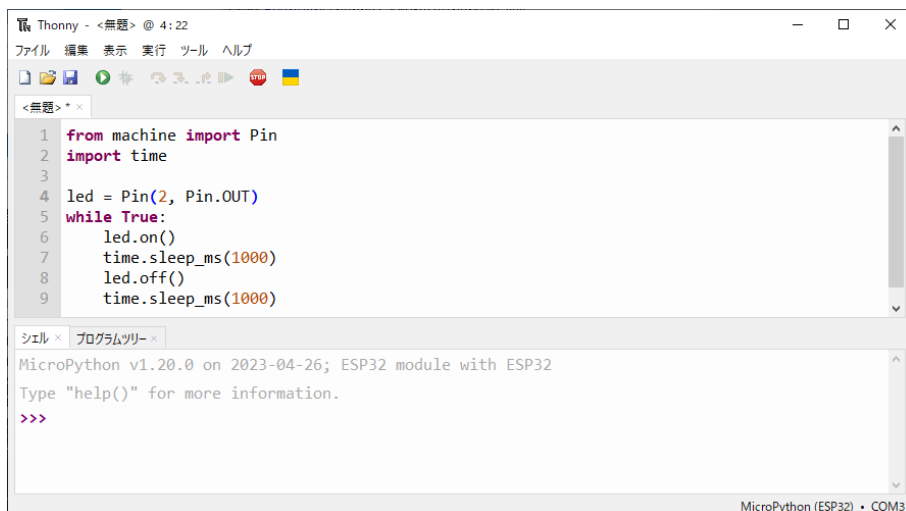 Thonny - <無題> @ 4:22
ファイル 編集 表示 実行 ツール ヘルプ
STOP
<無題> * ×
1 from machine import Pin
2 import time
3
4 led = Pin(2, Pin.OUT)
5 while True:
6     led.on()
7     time.sleep_ms(1000)
8     led.off()
9     time.sleep_ms(1000)
シェル × プログラムツリー ×
MicroPython v1.20.0 on 2023-04-26; ESP32 module with ESP32
Type "help()" for more information.
>>>
MicroPython (ESP32) • COM3